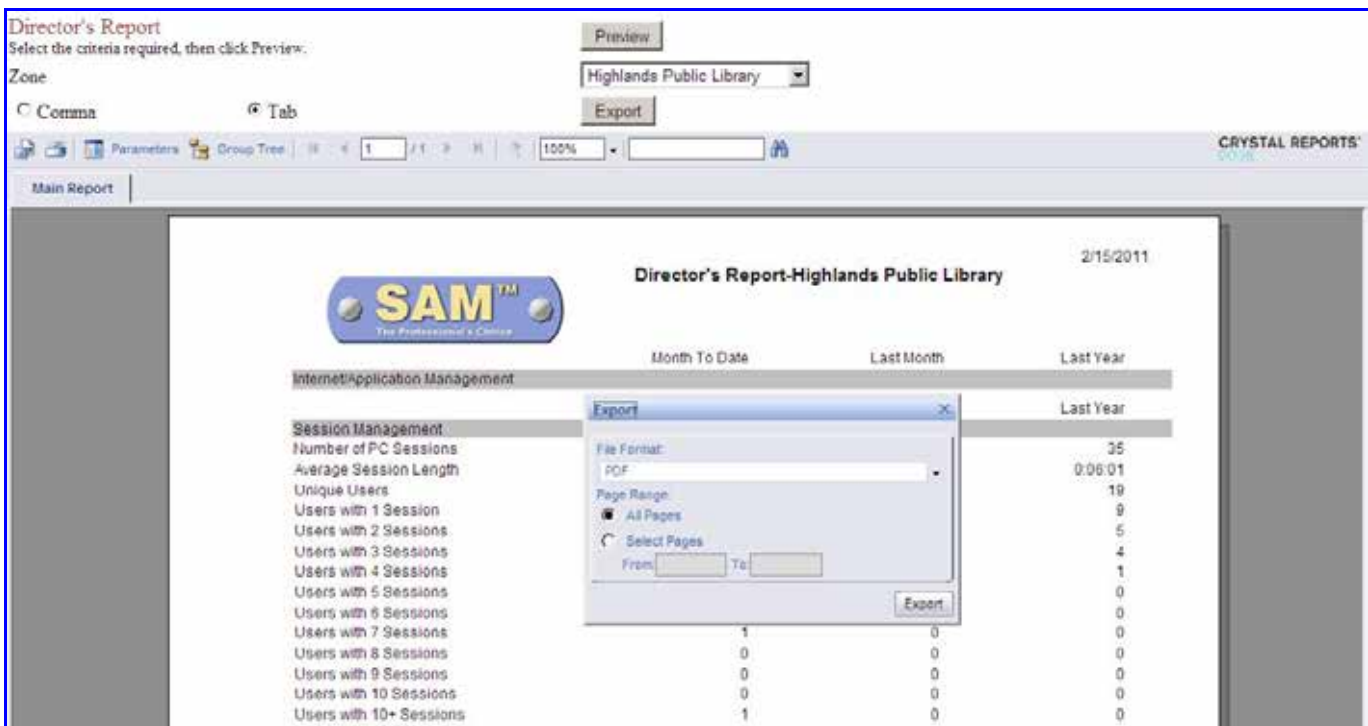 Director's Report
Select the criteria required, then click Preview.
Preview
Zone
Highlands Public Library
Comma
Tab
Export
Parameters
Group Tree
1
/1
100%
CRYSTAL REPORTS
Main Report
2/15/2011
Director's Report-Highlands Public Library
SAM™
The Professional's Choice
Month To Date Last Month Last Year
Internet/Application Management
Last Year
Session Management
Number of PC Sessions 35
Average Session Length 0:06:01
Unique Users 19
Users with 1 Session 9
Users with 2 Sessions 5
Users with 3 Sessions 4
Users with 4 Sessions 1
Users with 5 Sessions 0
Users with 6 Sessions 0
Users with 7 Sessions 1 0 0
Users with 8 Sessions 0 0 0
Users with 9 Sessions 0 0 0
Users with 10 Sessions 0 0 0
Users with 10+ Sessions 1 0 0
Export
File Format:
PDF
Page Range:
All Pages
Select Pages
From: To:
Export